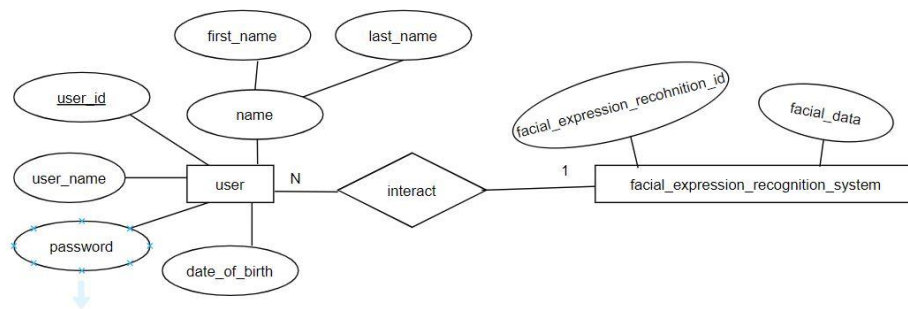 first_name
last_name
user_id
name
facial_expression_recohnition_id
facial_data
user_name
user
N
interact
1
facial_expression_recognition_system
password
date_of_birth